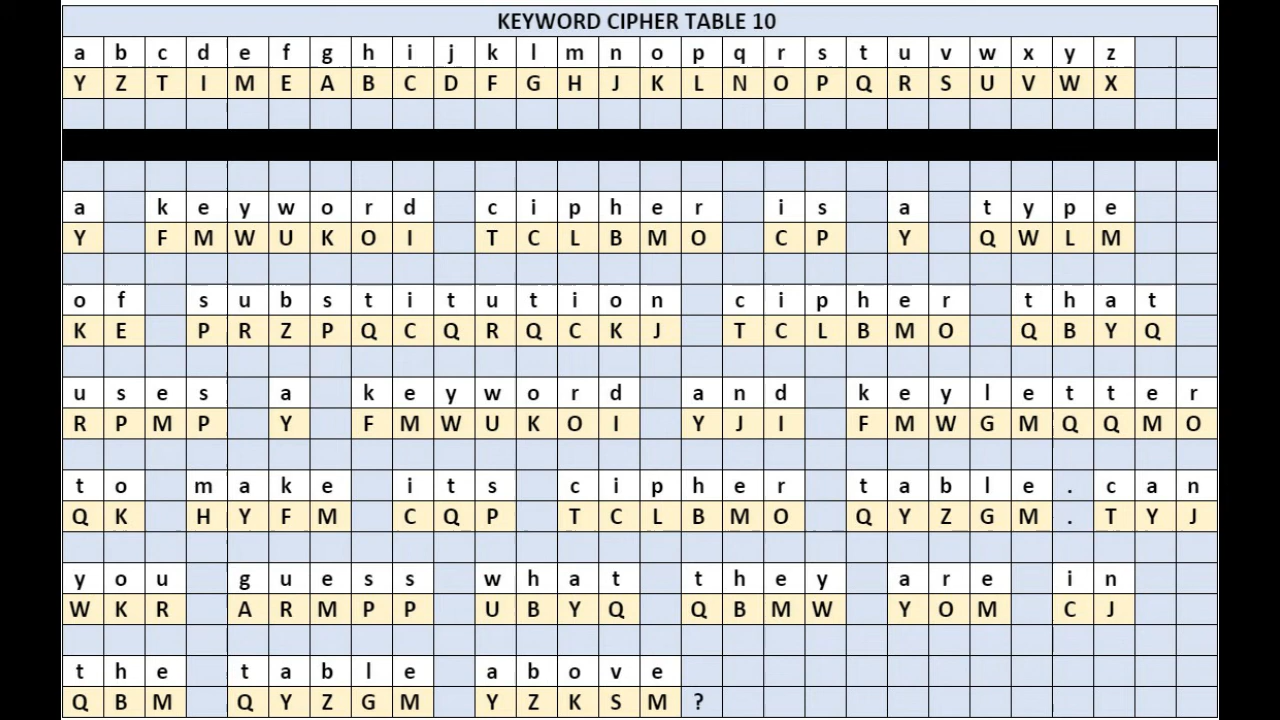 KEYWORD CIPHER TABLE 10
a b c d e f g h i j k l m n o p q r s t u v w x y z
Y Z T I M E A B C D F G H J K L N O P Q R S U V W X
a keyword cipher is a type
Y FMWUKOI TCLBMO CP Y QWLM
of substitution cipher that
KE PRZPQCQRQCKJ TCLBMO QBYQ
uses a keyword and keyletter
RPMP Y FMWUKOI YJI FMWGMQQMO
to make its cipher table.can
QK HYFM CQP TCLBMO QYZGM.TYJ
you guess what they are in
WKR ARMPP UBYQ QBMW YOM CJ
the table above
QBM QYZGM YZKSM?